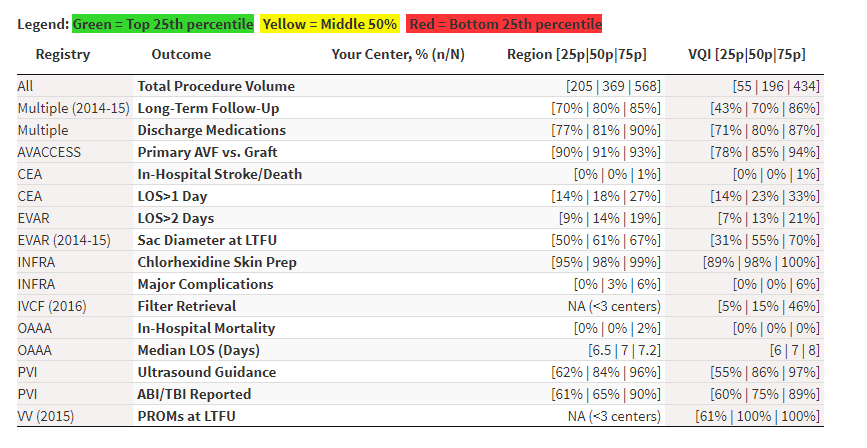 Legend: Green = Top 25th percentile Yellow = Middle 50% Red = Bottom 25th percentile
Registry Outcome Your Center, % (n/N) Region [25p|50p|75p] VQI [25p|50p|75p]
All Total Procedure Volume [205 | 369 | 568] [55 | 196 | 434]
Multiple (2014-15) Long-Term Follow-Up [70% | 80% | 85%] [43% | 70% | 86%]
Multiple Discharge Medications [77% | 81% | 90%] [71% | 80% | 87%]
AVACCESS Primary AVF vs. Graft [90% | 91% | 93%] [78% | 85% | 94%]
CEA In-Hospital Stroke/Death [0% | 0% | 1%] [0% | 0% | 1%]
CEA LOS>1 Day [14% | 18% | 27%] [14% | 23% | 33%]
EVAR LOS>2 Days [9% | 14% | 19%] [7% | 13% | 21%]
EVAR (2014-15) Sac Diameter at LTFU [50% | 61% | 67%] [31% | 55% | 70%]
INFRA Chlorhexidine Skin Prep [95% | 98% | 99%] [89% | 98% | 100%]
INFRA Major Complications [0% | 3% | 6%] [0% | 0% | 6%]
IVCF (2016) Filter Retrieval NA (<3 centers) [5% | 15% | 46%]
OAAA In-Hospital Mortality [0% | 0% | 2%] [0% | 0% | 0%]
OAAA Median LOS (Days) [6.5 | 7 | 7.2] [6 | 7 | 8]
PVI Ultrasound Guidance [62% | 84% | 96%] [55% | 86% | 97%]
PVI ABI/TBI Reported [61% | 65% | 90%] [60% | 75% | 89%]
VV (2015) PROMs at LTFU NA (<3 centers) [61% | 100% | 100%]